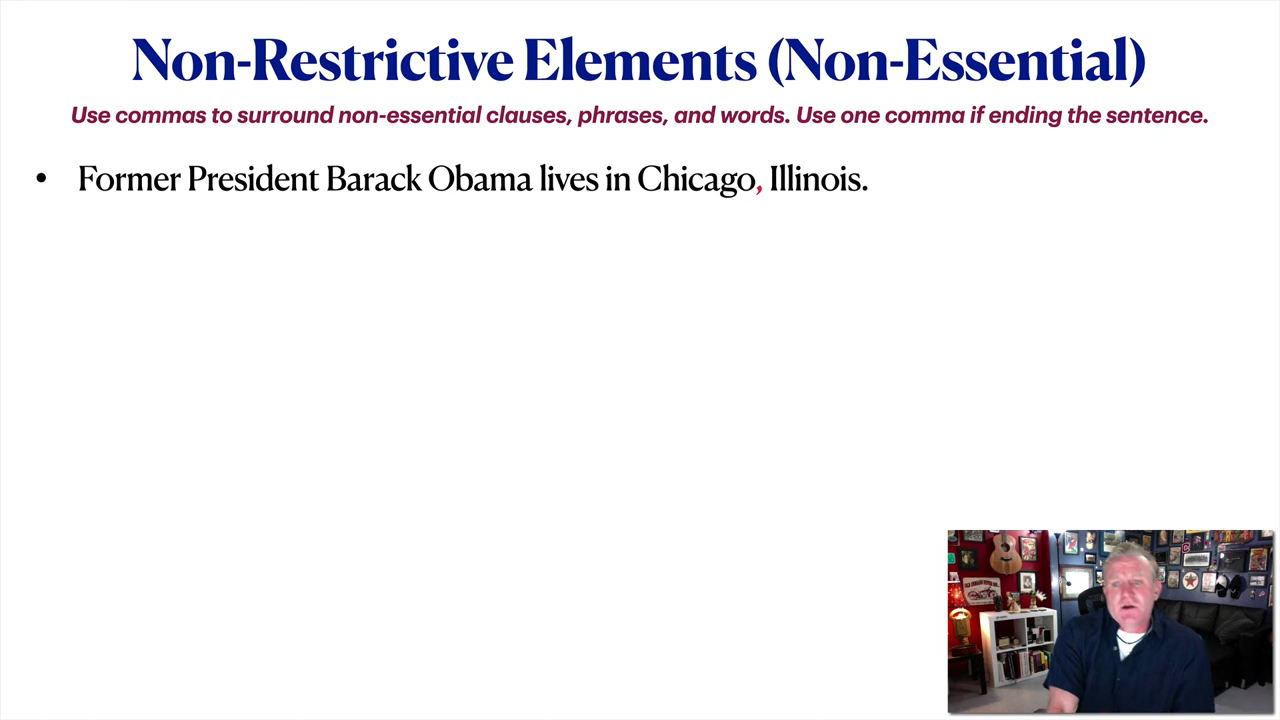 Non-Restrictive Elements (Non-Essential)
Use commas to surround non-essential clauses, phrases, and words. Use one comma if ending the sentence.
• Former President Barack Obama lives in Chicago, Illinois.